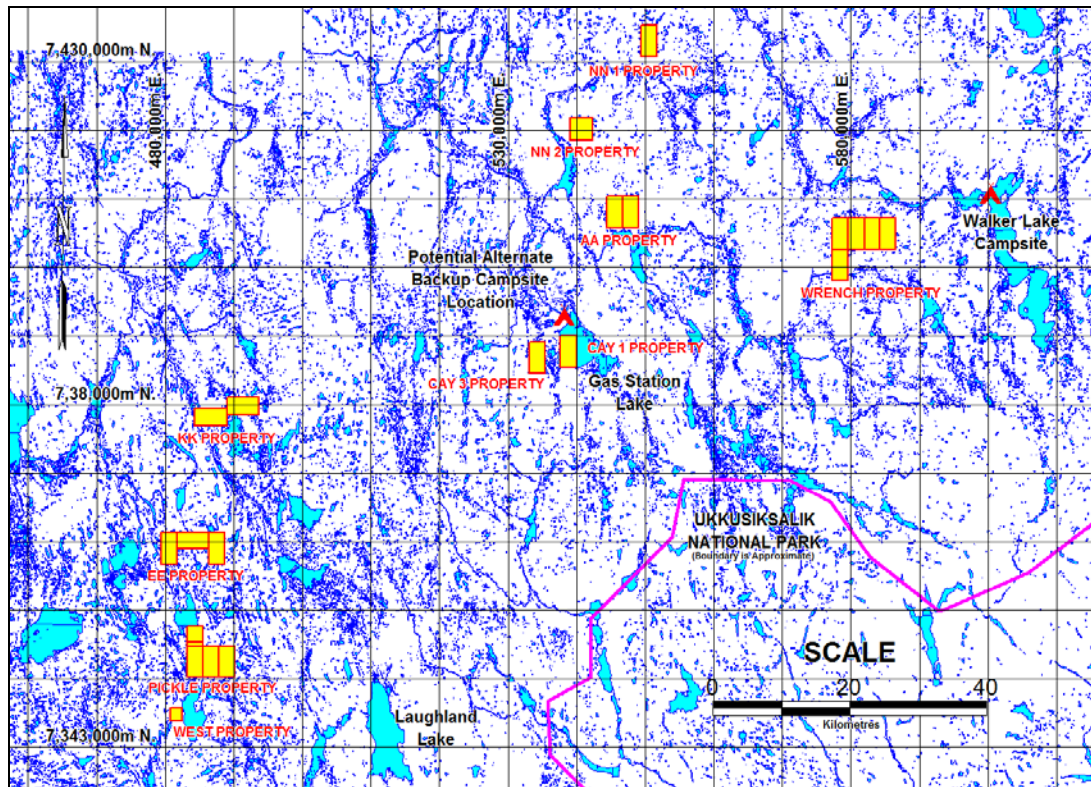 7,430,000m N.
480,000m E.
530,000m E.
580000m E.
NN 1 PROPERTY
NN 2 PROPERTY
AA PROPERTY
Walker Lake
Campsite
WRENCH PROPERTY
Potential Alternate
Backup Campsite
Location
CAY 1 PROPERTY
CAY 3 PROPERTY
Gas Station
Lake
7,38,000m N.
KK PROPERTY
UKKUSIKSALIK
NATIONAL PARK
(Boundary is Approximate)
EE PROPERTY
SCALE
0 20 40
Kilometres
PICKLE PROPERTY
WEST PROPERTY
Laughland
Lake
7,343,000m N.
N